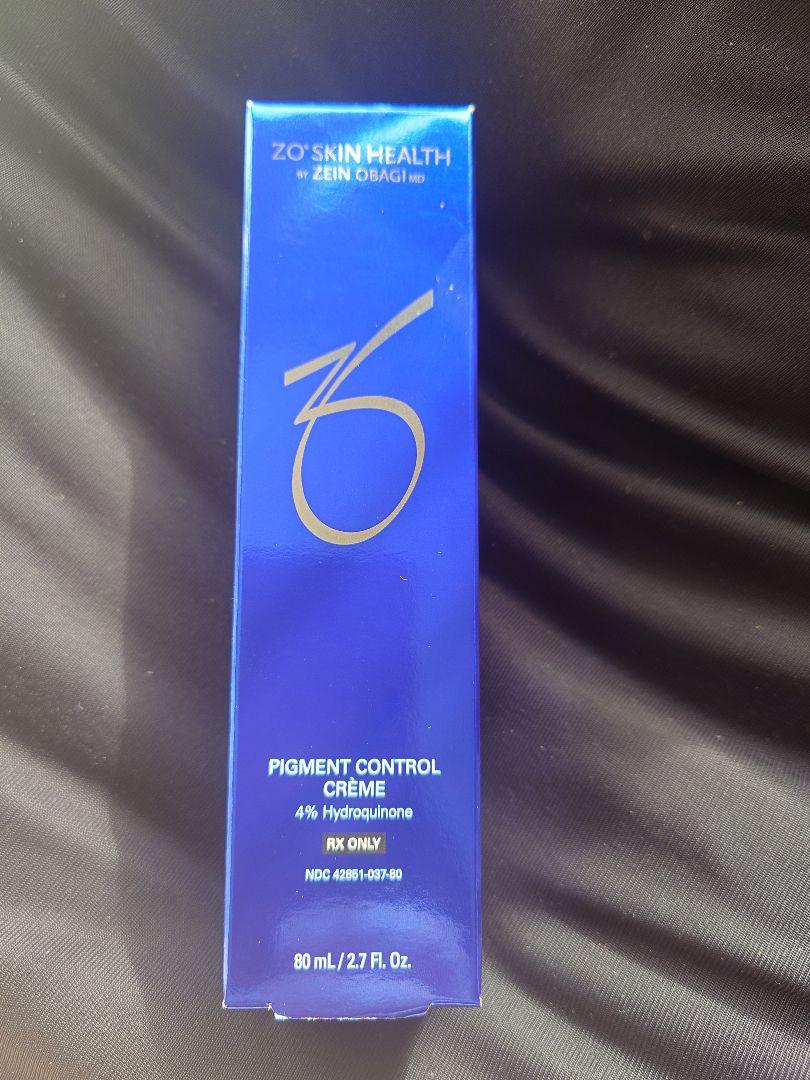 ZO® SKIN HEALTH
BY ZEIN OBAGI MD
PIGMENT CONTROL
CRÈME
4% Hydroquinone
RX ONLY
NDC 42851-037-80
80 mL / 2.7 Fl. Oz.